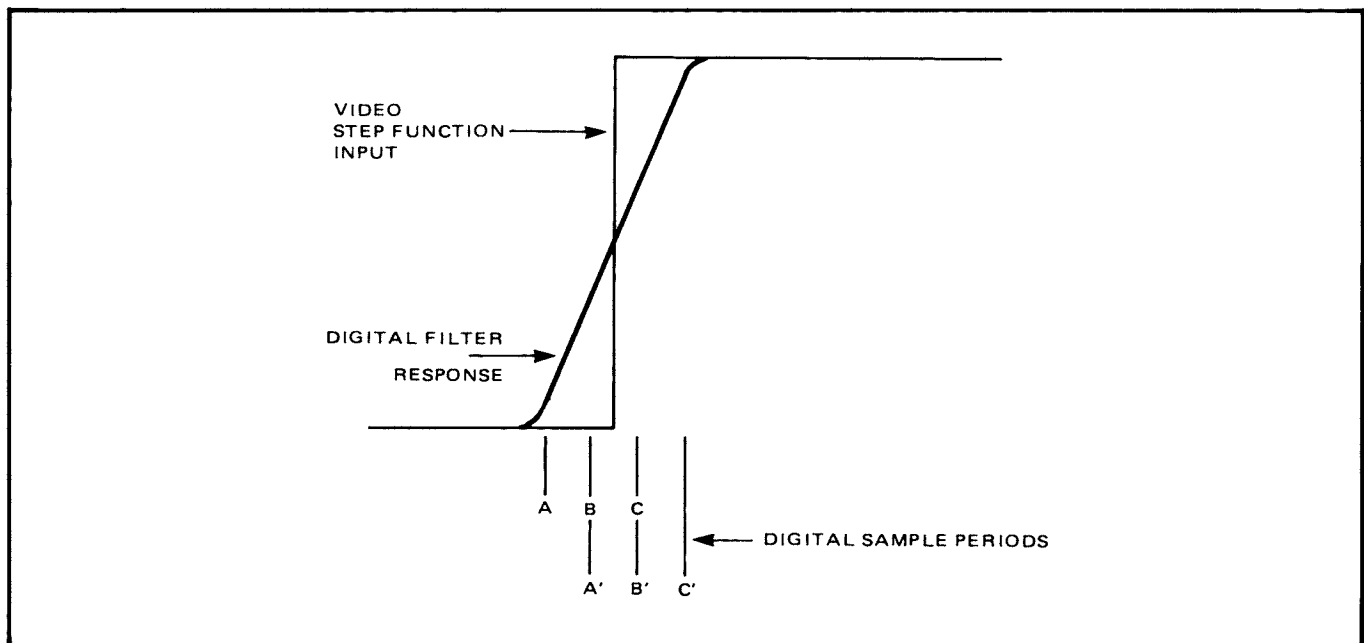 VIDEO
STEP FUNCTION
INPUT
DIGITAL FILTER
RESPONSE
A B C
DIGITAL SAMPLE PERIODS
A' B' C'